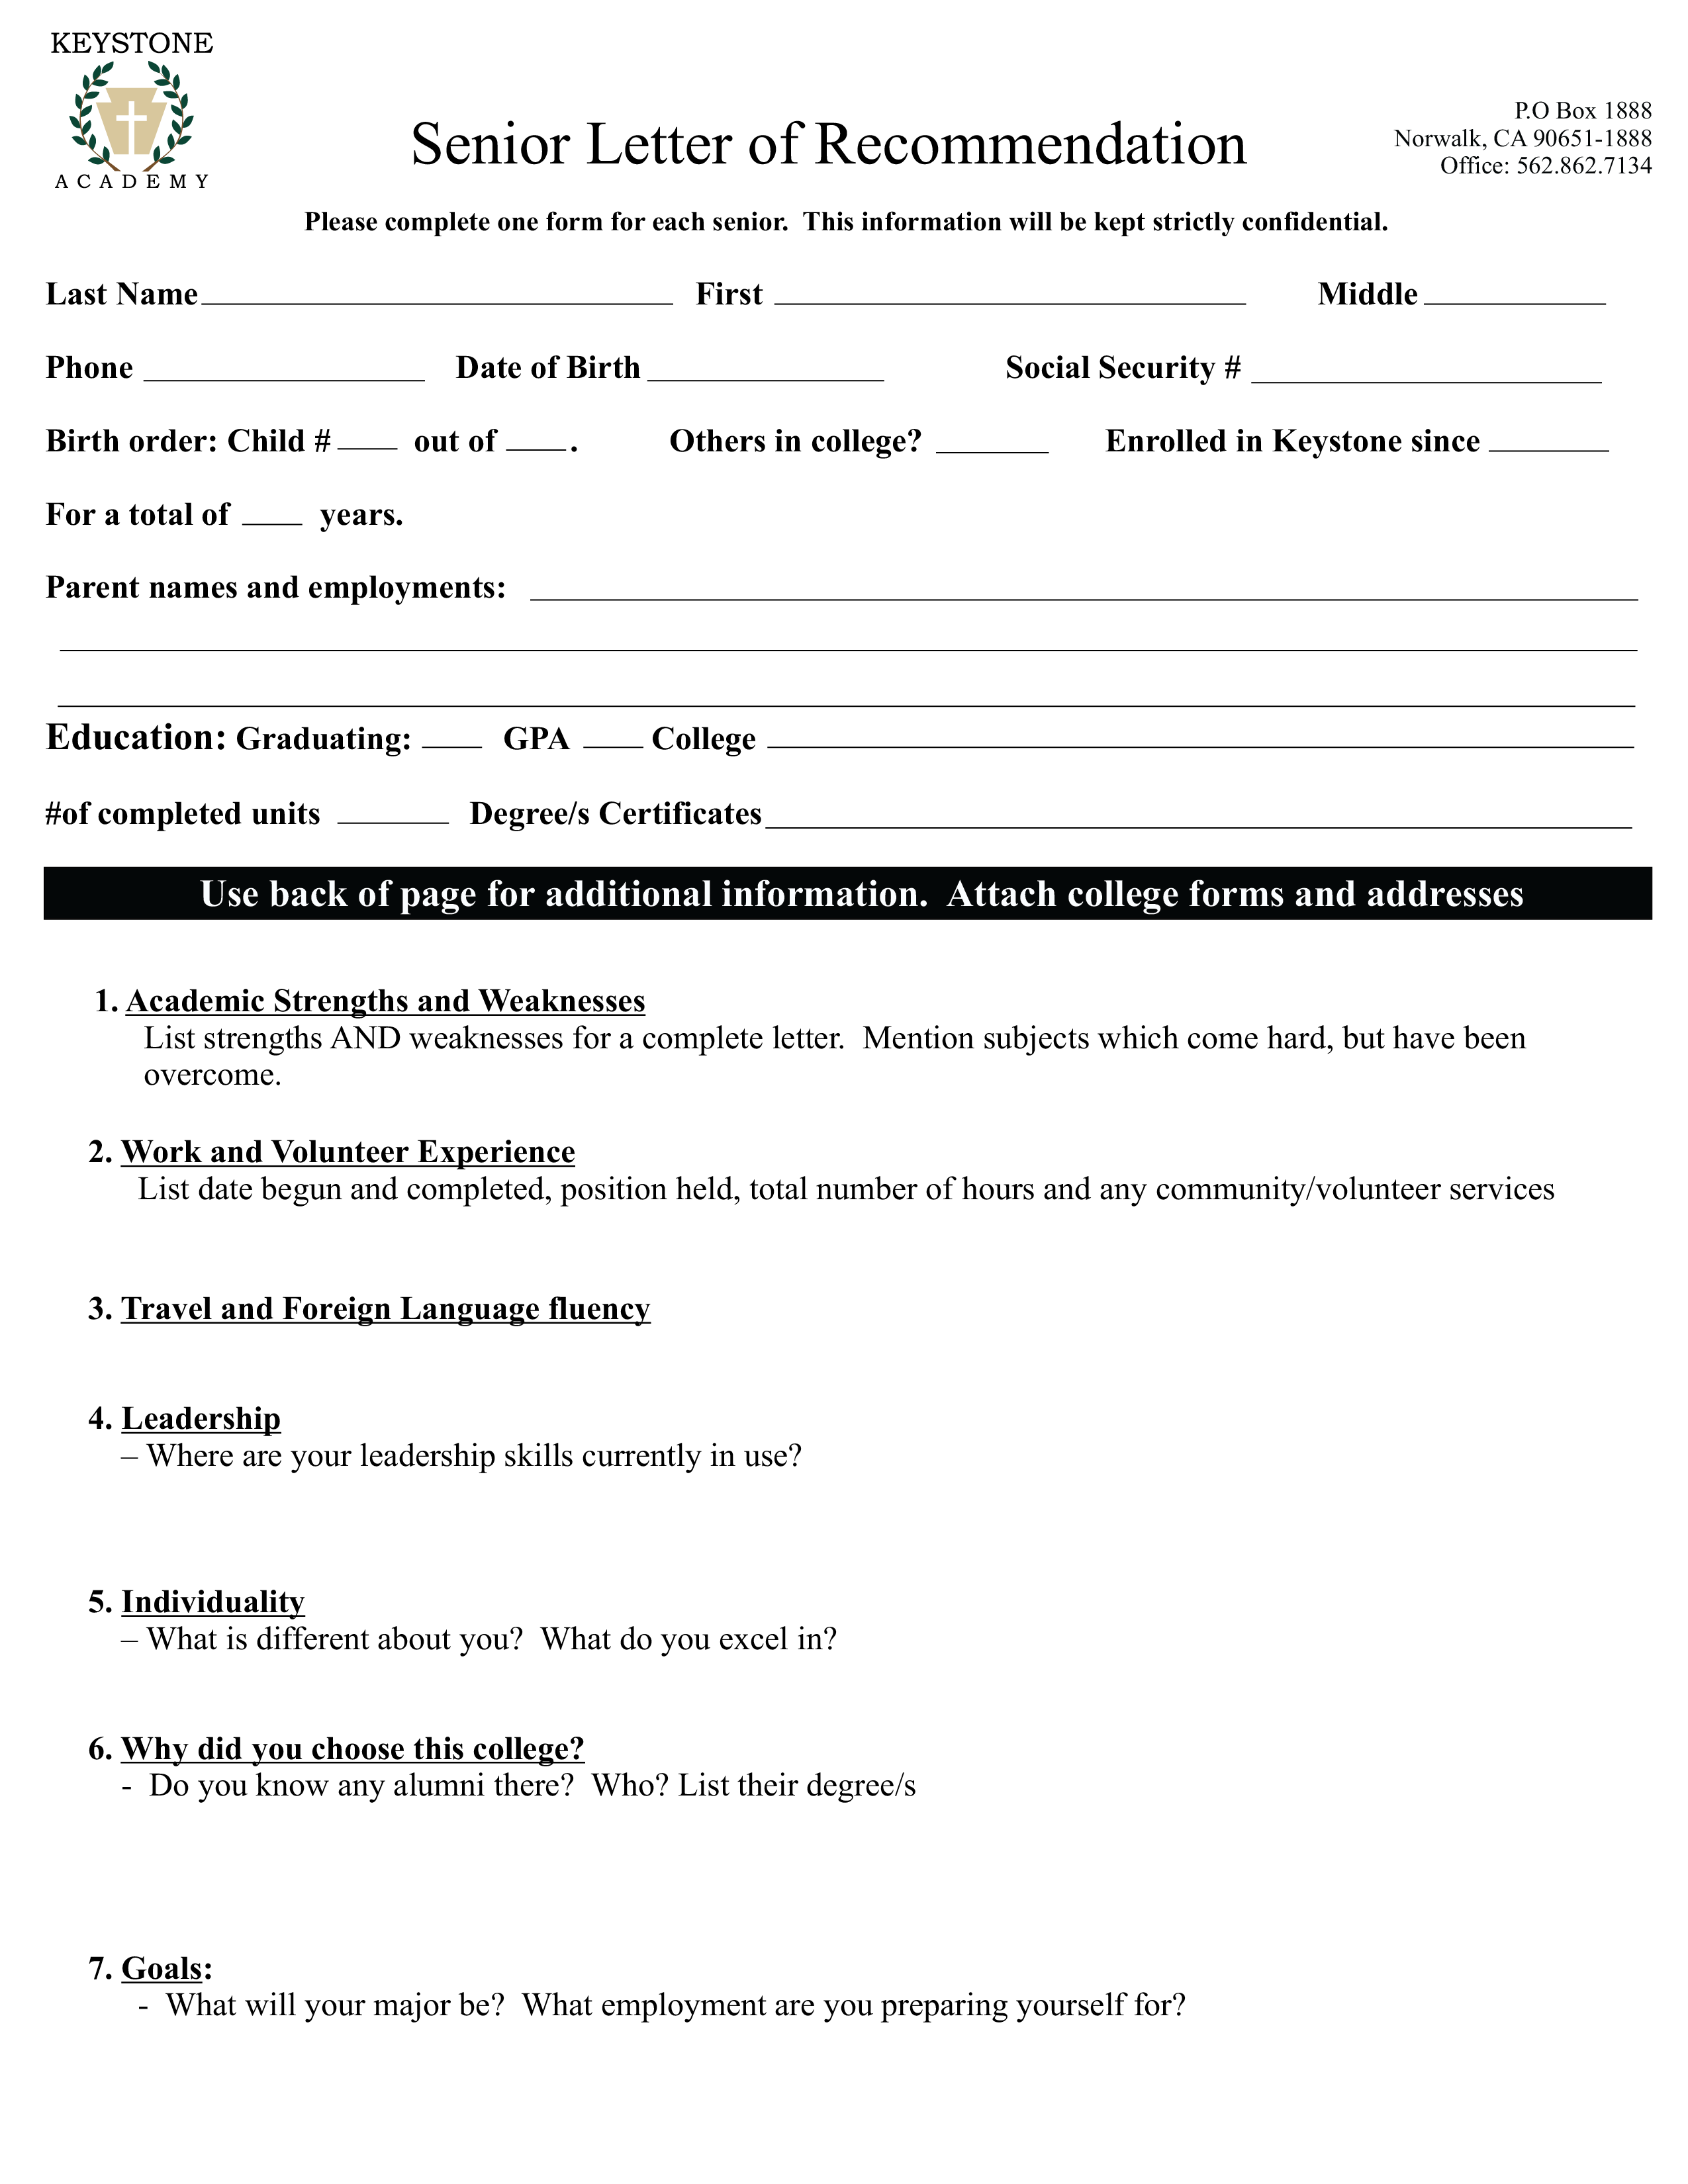 KEYSTONE
ACADEMY
Senior Letter of Recommendation
P.O Box 1888
Norwalk, CA 90651-1888
Office: 562.862.7134
Please complete one form for each senior.  This information will be kept strictly confidential.
Last Name First Middle
Phone Date of Birth Social Security #
Birth order: Child # out of . Others in college? Enrolled in Keystone since
For a total of years.
Parent names and employments:
Education: Graduating: GPA College
#of completed units Degree/s Certificates
Use back of page for additional information.  Attach college forms and addresses
1. Academic Strengths and Weaknesses
List strengths AND weaknesses for a complete letter.  Mention subjects which come hard, but have been
overcome.
2. Work and Volunteer Experience
List date begun and completed, position held, total number of hours and any community/volunteer services
3. Travel and Foreign Language fluency
4. Leadership
– Where are your leadership skills currently in use?
5. Individuality
– What is different about you?  What do you excel in?
6. Why did you choose this college?
- Do you know any alumni there?  Who? List their degree/s
7. Goals:
- What will your major be?  What employment are you preparing yourself for?